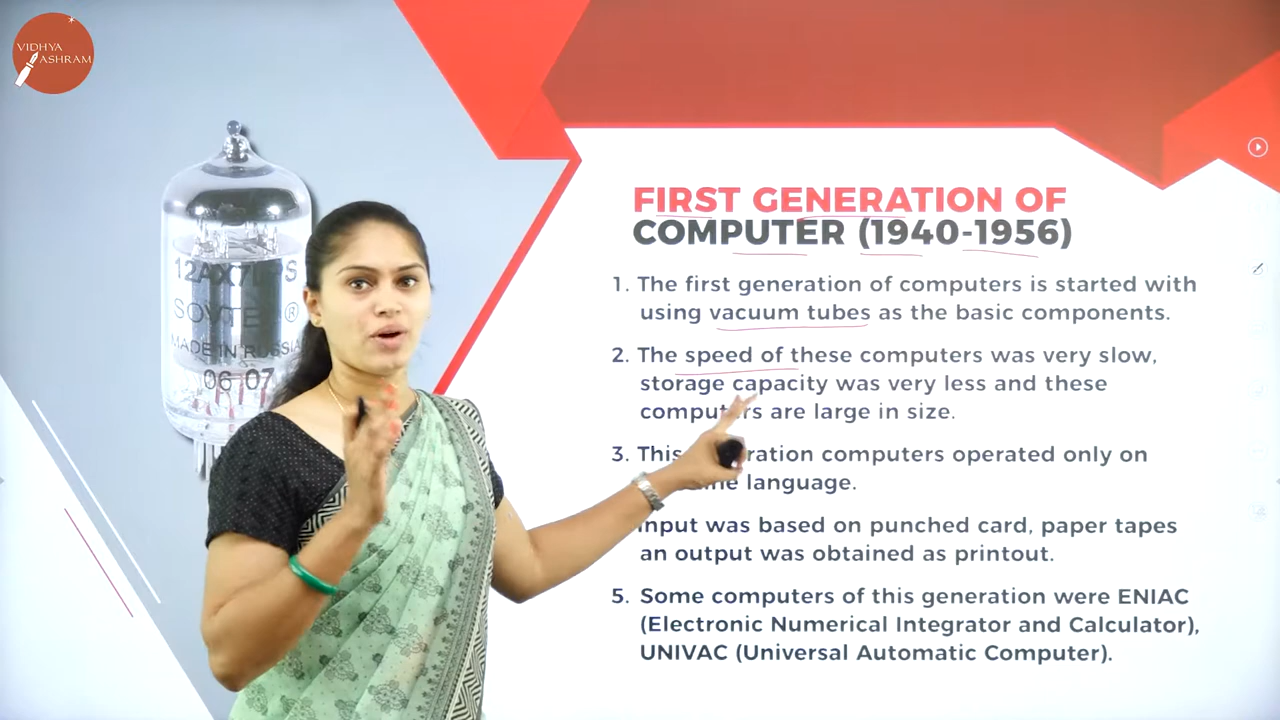 VIDHYA
ASHRAM
12AX7
SOVTE ®
MADE IN RUSSIA
06 07
FIRST GENERATION OF
COMPUTER (1940-1956)
1. The first generation of computers is started with
using vacuum tubes as the basic components.
2. The speed of these computers was very slow,
storage capacity was very less and these
computers are large in size.
3. This computers operated only on
language.
Input was based on punched card, paper tapes
an output was obtained as printout.
5. Some computers of this generation were ENIAC
(Electronic Numerical Integrator and Calculator),
UNIVAC (Universal Automatic Computer).